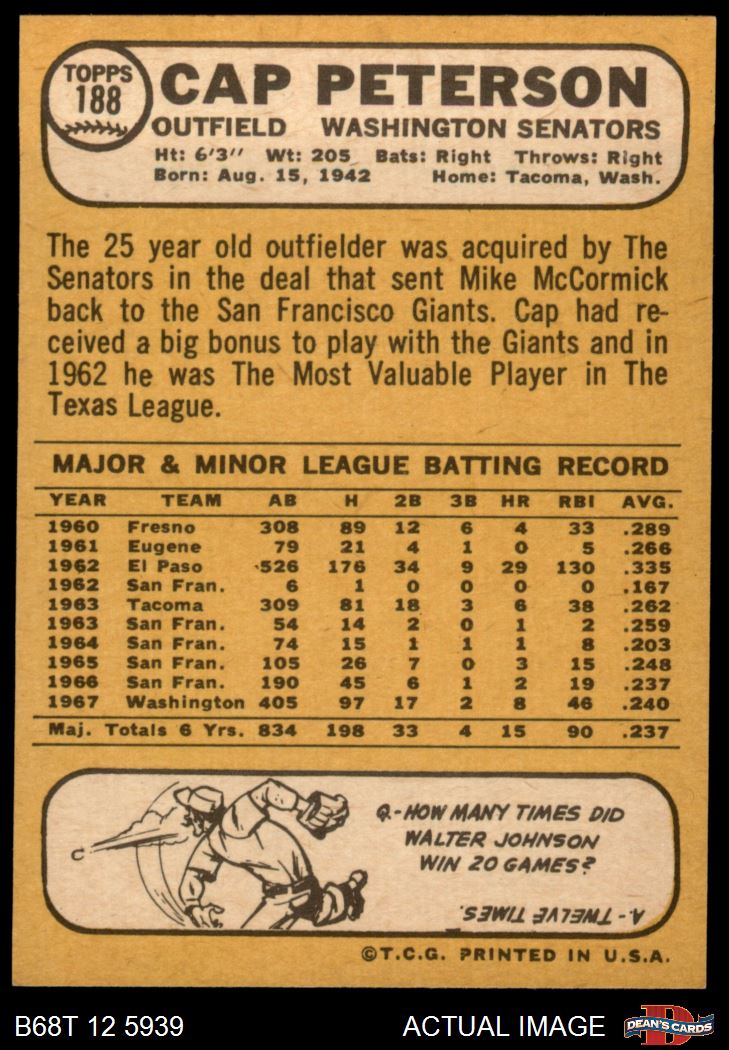 TOPPS
188
CAP PETERSON
OUTFIELD WASHINGTON SENATORS
Ht: 6'3" Wt: 205 Bats: Right Throws: Right
Born: Aug. 15, 1942 Home: Tacoma, Wash.
The 25 year old outfielder was acquired by The
Senators in the deal that sent Mike McCormick
back to the San Francisco Giants. Cap had re-
ceived a big bonus to play with the Giants and in
1962 he was The Most Valuable Player in The
Texas League.
MAJOR & MINOR LEAGUE BATTING RECORD
YEAR TEAM AB H 2B 3B HR RBI AVG.
1960 Fresno 308 89 12 6 4 33 .289
1961 Eugene 79 21 4 1 0 5 .266
1962 El Paso 526 176 34 9 29 130 .335
1962 San Fran. 6 1 0 0 0 0 .167
1963 Tacoma 309 81 18 3 6 38 .262
1963 San Fran. 54 14 2 0 1 2 .259
1964 San Fran. 74 15 1 1 1 8 .203
1965 San Fran. 105 26 7 0 3 15 .248
1966 San Fran. 190 45 6 1 2 19 .237
1967 Washington 405 97 17 2 8 46 .240
Maj. Totals 6 Yrs. 834 198 33 4 15 90 .237
Q.-HOW MANY TIMES DID
WALTER JOHNSON
WIN 20 GAMES?
A-TWELVE TIMES.
©T.C.G. PRINTED IN U.S.A.
B68T 12 5939 ACTUAL IMAGE
DEAN'S CARDS